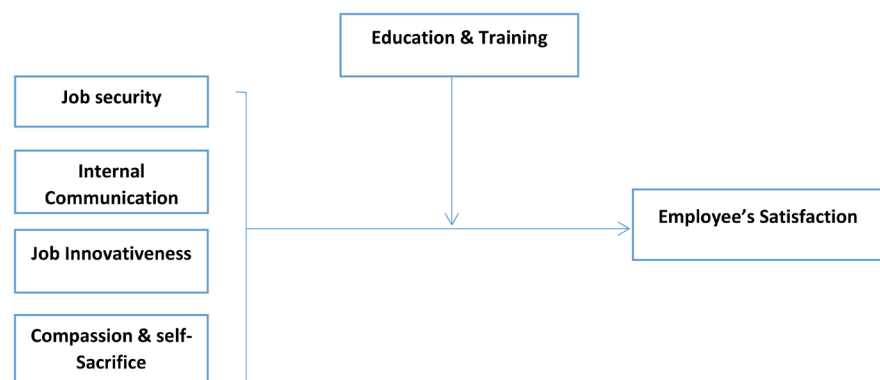 Education & Training
Job security
Internal
Communication
Job Innovativeness
Compassion & self-
Sacrifice
Employee’s Satisfaction